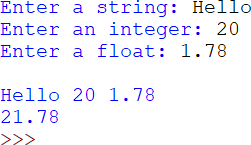 Enter a string: Hello
Enter an integer: 20
Enter a float: 1.78
Hello 20 1.78
21.78
>>>